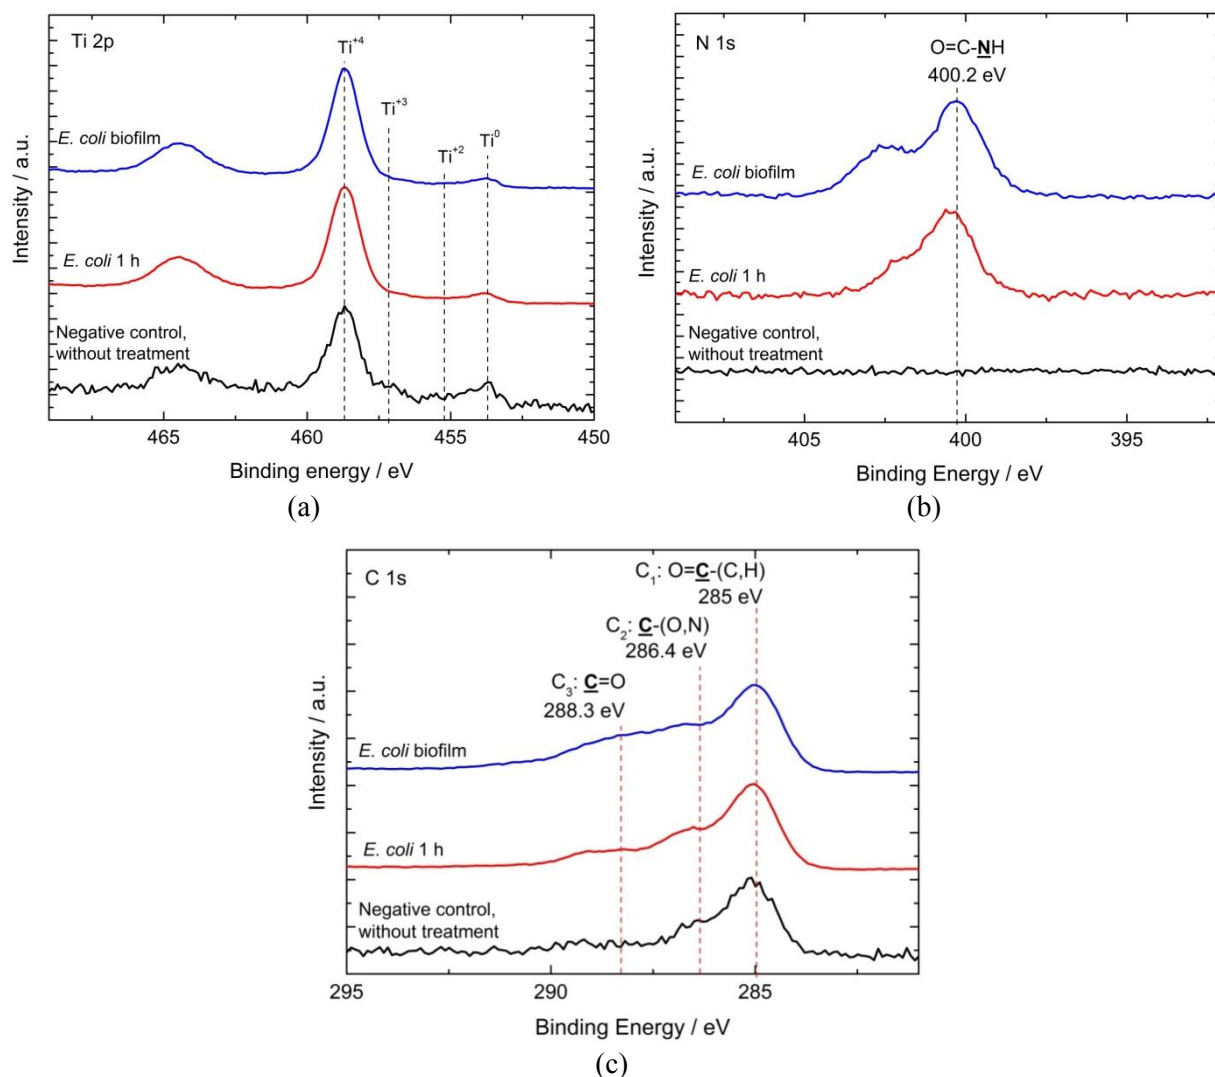 Ti 2p
Ti+4
Ti+3
Ti+2
Ti0
E. coli biofilm
E. coli 1 h
Negative control,
without treatment
Intensity / a.u.
465
460
455
450
Binding energy / eV
(a)
N 1s
O=C-NH
400.2 eV
E. coli biofilm
E. coli 1 h
Negative control,
without treatment
Intensity / a.u.
405
400
395
Binding Energy / eV
(b)
C 1s
C1: O=C-(C,H)
285 eV
C2: C-(O,N)
286.4 eV
C3: C=O
288.3 eV
E. coli biofilm
E. coli 1 h
Negative control,
without treatment
Intensity / a.u.
295
290
285
Binding Energy / eV
(c)